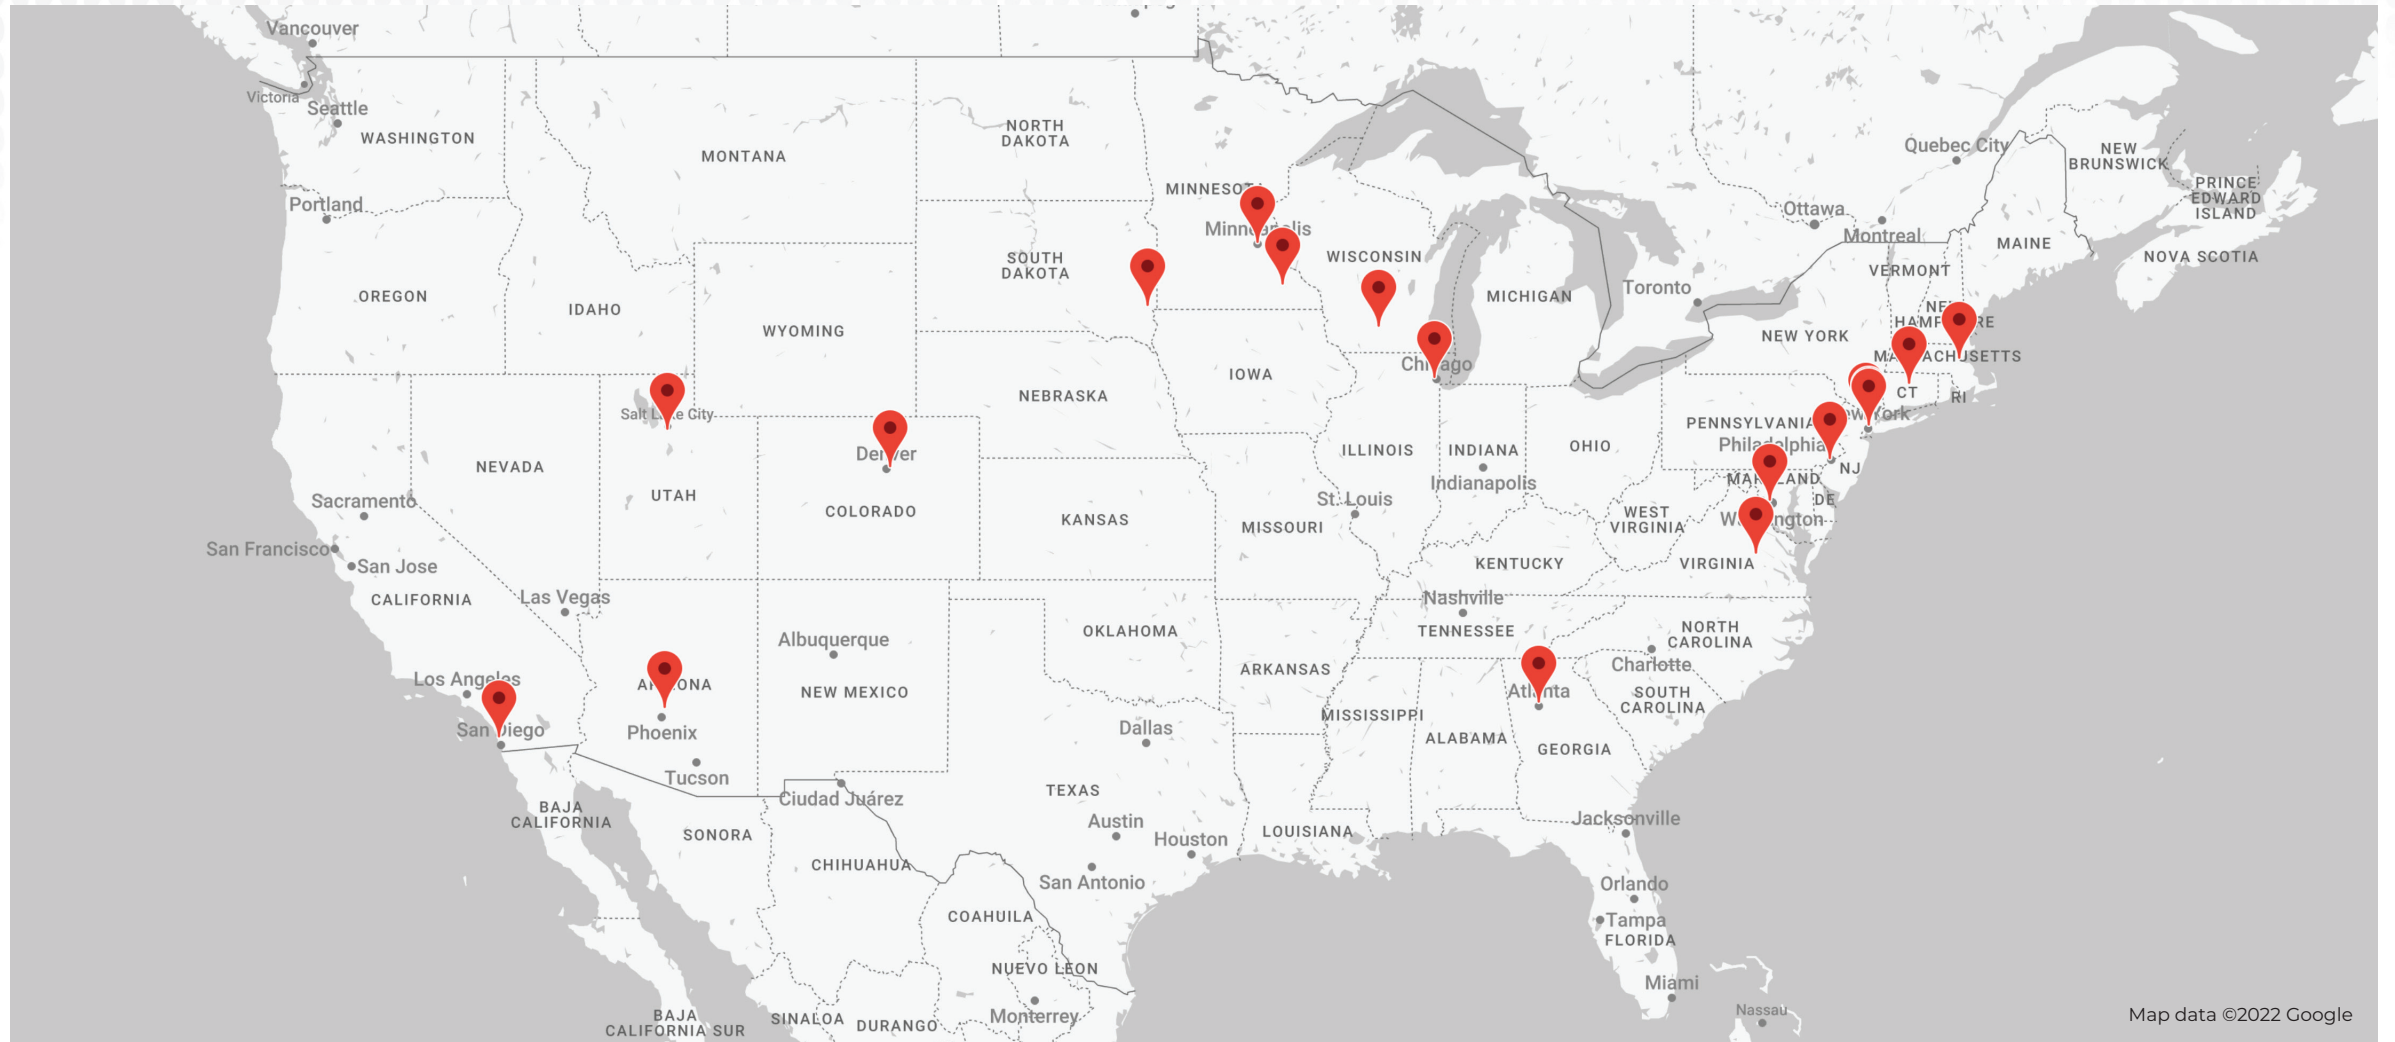 Vancouver
Victoria
Seattle
WASHINGTON
Portland
OREGON
IDAHO
MONTANA
NORTH
DAKOTA
SOUTH
DAKOTA
WYOMING
NEBRASKA
IOWA
WISCONSIN
MICHIGAN
Toronto
Ottawa
Montreal
Quebec City
NEW
BRUNSWICK
PRINCE
EDWARD
ISLAND
NOVA SCOTIA
MAINE
VERMONT
NEW YORK
CT
RI
PENNSYLVANIA
Philadelphia
NJ
DE
OHIO
INDIANA
Indianapolis
ILLINOIS
St. Louis
MISSOURI
KANSAS
COLORADO
UTAH
NEVADA
Sacramento
San Francisco
San Jose
CALIFORNIA
Las Vegas
Los Angeles
Phoenix
Tucson
Albuquerque
NEW MEXICO
OKLAHOMA
ARKANSAS
TENNESSEE
Nashville
KENTUCKY
WEST
VIRGINIA
VIRGINIA
NORTH
CAROLINA
Charlotte
SOUTH
CAROLINA
GEORGIA
ALABAMA
MISSISSIPPI
LOUISIANA
Dallas
TEXAS
Austin
Houston
San Antonio
Ciudad Juárez
BAJA
CALIFORNIA
SONORA
CHIHUAHUA
COAHUILA
NUEVO LEON
Monterrey
SINALOA
DURANGO
BAJA
CALIFORNIA SUR
Jacksonville
Orlando
Tampa
FLORIDA
Miami
Nassau
Map data ©2022 Google